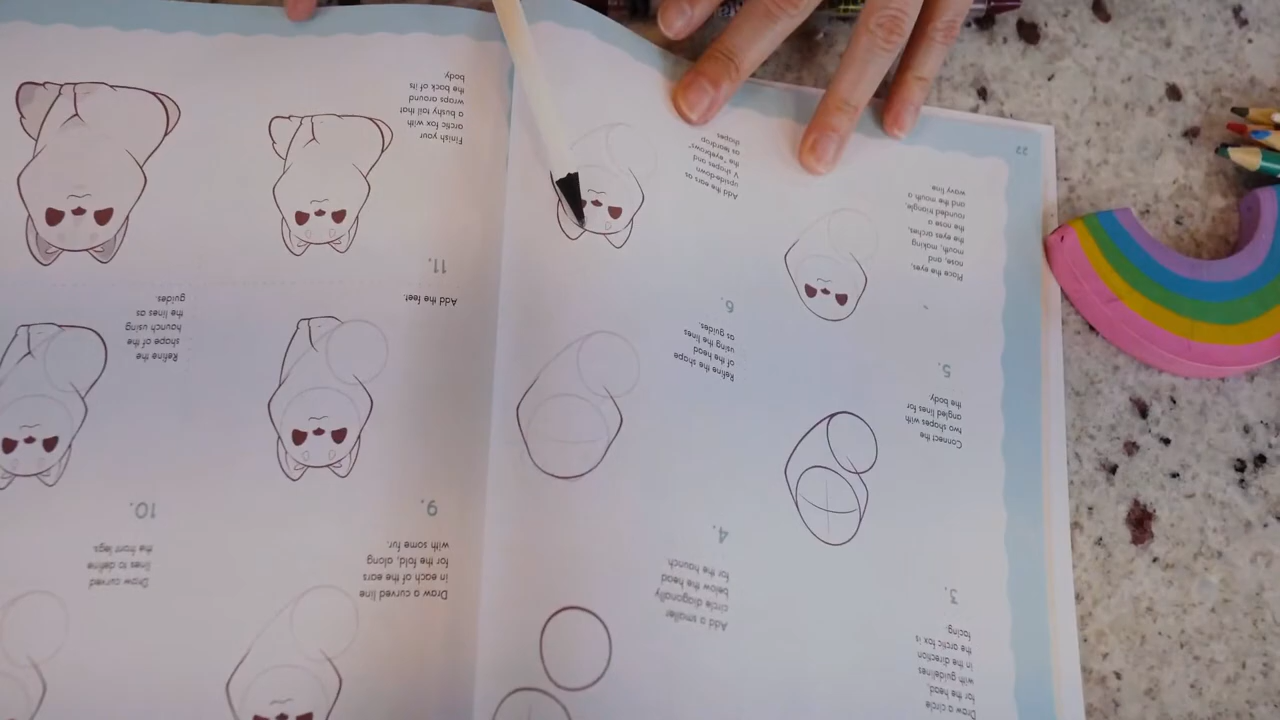 Draw a circle
for the head,
with guidelines
in the direction
the arctic fox is
facing.
Add a smaller
circle diagonally
below the head
for the haunch.
3.
4.
Connect the
two shapes with
angled lines for
the body.
Refine the shape
of the head
using the lines
as guides.
5.
6.
Place the eyes,
nose, and
mouth, making
the eyes arches,
the nose a
rounded triangle,
and the mouth a
wavy line
Add the ears as
upside-down
V shapes and
the "eyebrows"
as teardrop
shapes
22
Draw a curved line
in each of the ears
for the fold, along
with some fur.
Draw curved
lines to define
the front legs
9.
10.
Add the feet.
Refine the
shape of the
haunch using
the lines as
guides.
11.
Finish your
arctic fox with
a bushy tail that
wraps around
the back of its
body